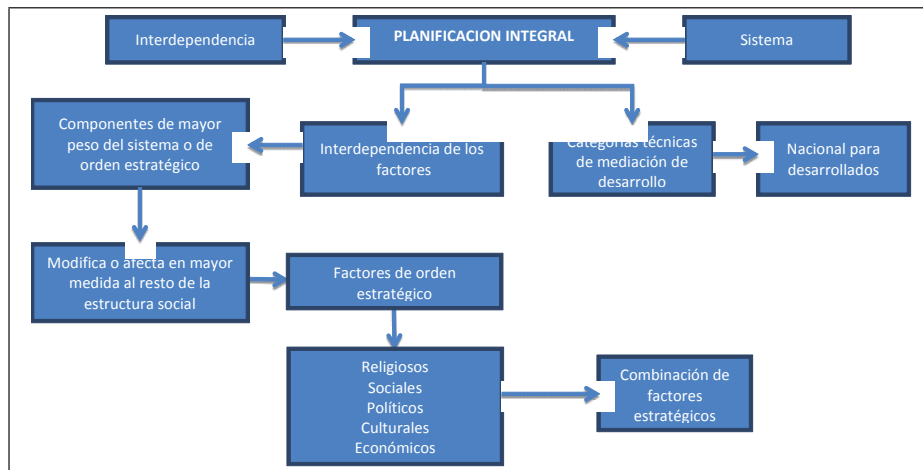 Interdependencia
PLANIFICACION INTEGRAL
Sistema
Componentes de mayor
peso del sistema o de
orden estratégico
Interdependencia de los
factores
Categorías técnicas
de mediación de
desarrollo
Nacional para
desarrollados
Modifica o afecta en mayor
medida al resto de la
estructura social
Factores de orden
estratégico
Religiosos
Sociales
Políticos
Culturales
Económicos
Combinación de
factores
estratégicos